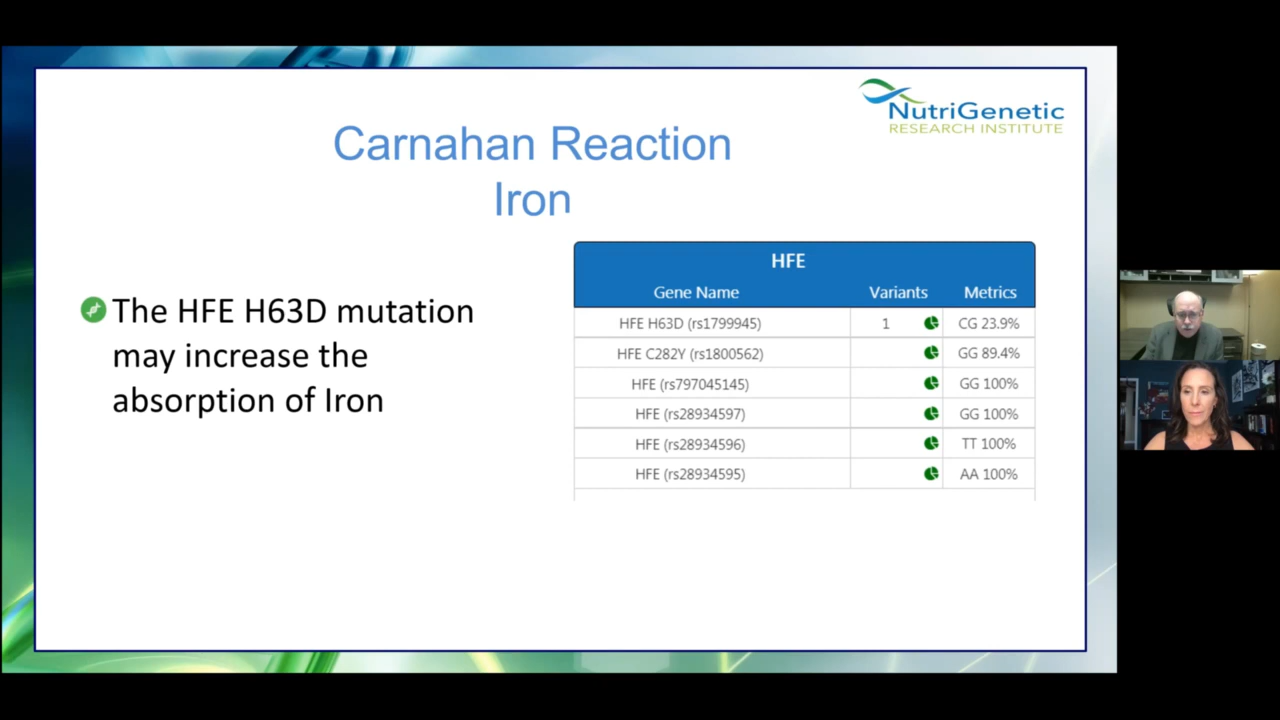 NutriGenetic
RESEARCH INSTITUTE
Carnahan Reaction
Iron
The HFE H63D mutation
may increase the
absorption of Iron
HFE
Gene Name Variants Metrics
HFE H63D (rs1799945) 1 CG 23.9%
HFE C282Y (rs1800562) GG 89.4%
HFE (rs797045145) GG 100%
HFE (rs28934597) GG 100%
HFE (rs28934596) TT 100%
HFE (rs28934595) AA 100%